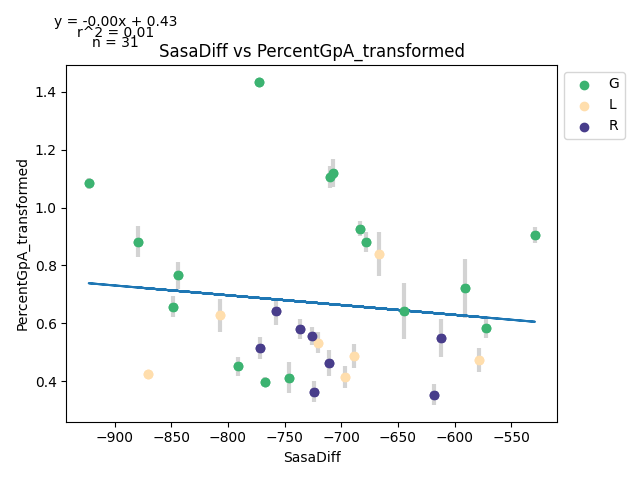 y = -0.00x + 0.43
r^2 = 0.01
n = 31
SasaDiff vs PercentGpA_transformed
G
L
R
PercentGpA_transformed
1.4
1.2
1.0
0.8
0.6
0.4
−900 −850 −800 −750 −700 −650 −600 −550
SasaDiff